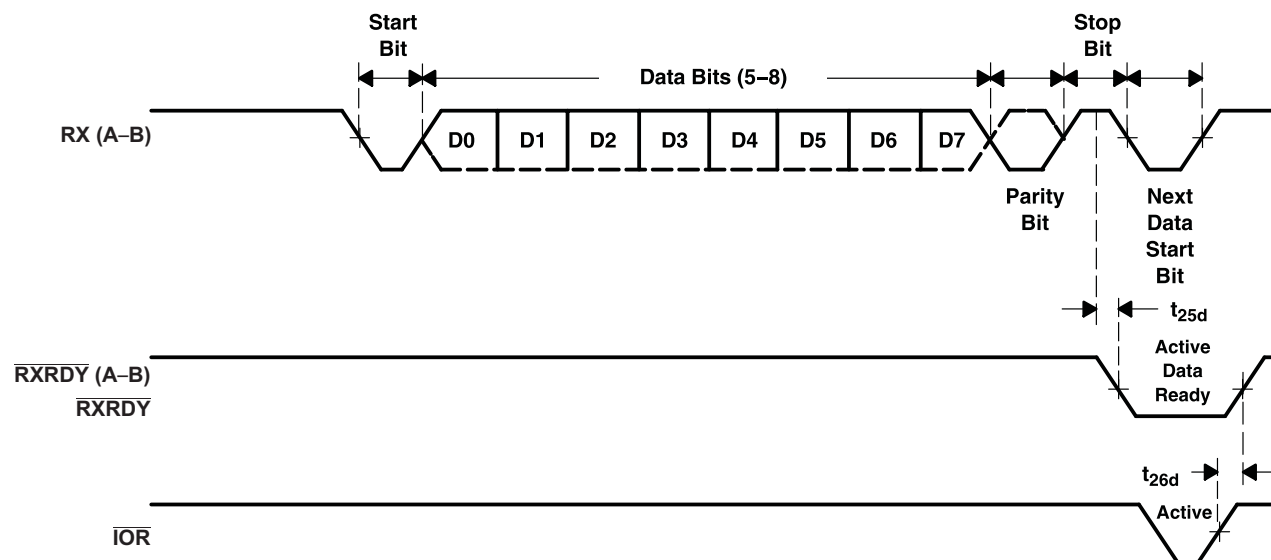 Start
Bit
Stop
Bit
Data Bits (5–8)
RX (A–B)
D0 D1 D2 D3 D4 D5 D6 D7
Parity
Bit
Next
Data
Start
Bit
t25d
RXRDY (A–B)
RXRDY
Active
Data
Ready
t26d
IOR
Active